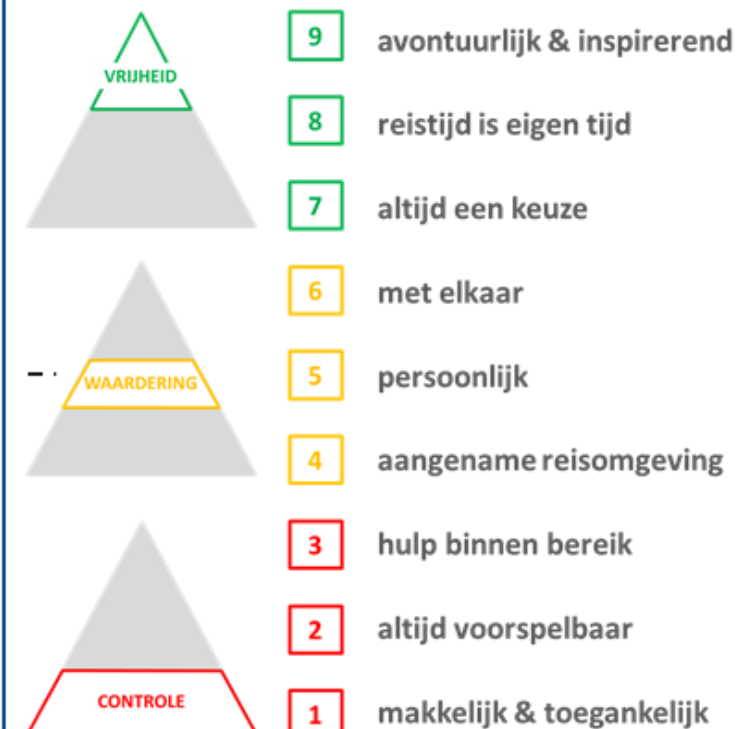 VRIJHEID
9 avontuurlijk & inspirerend
8 reistijd is eigen tijd
7 altijd een keuze
6 met elkaar
WAARDERING
5 persoonlijk
4 aangename reisomgeving
3 hulp binnen bereik
2 altijd voorspelbaar
CONTROLE
1 makkelijk & toegankelijk